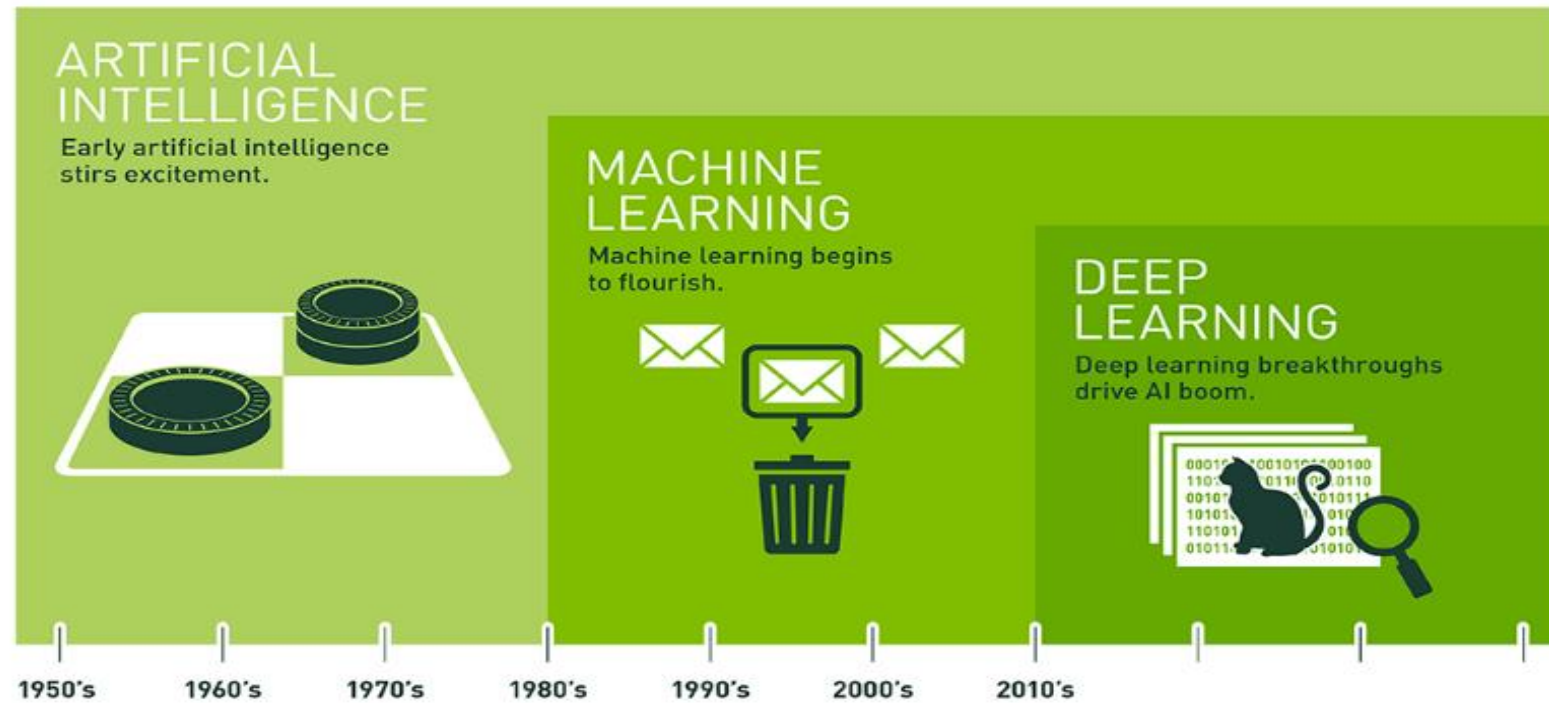 ARTIFICIAL
INTELLIGENCE
Early artificial intelligence
stirs excitement.
MACHINE
LEARNING
Machine learning begins
to flourish.
DEEP
LEARNING
Deep learning breakthroughs
drive AI boom.
1950's 1960's 1970's 1980's 1990's 2000's 2010's